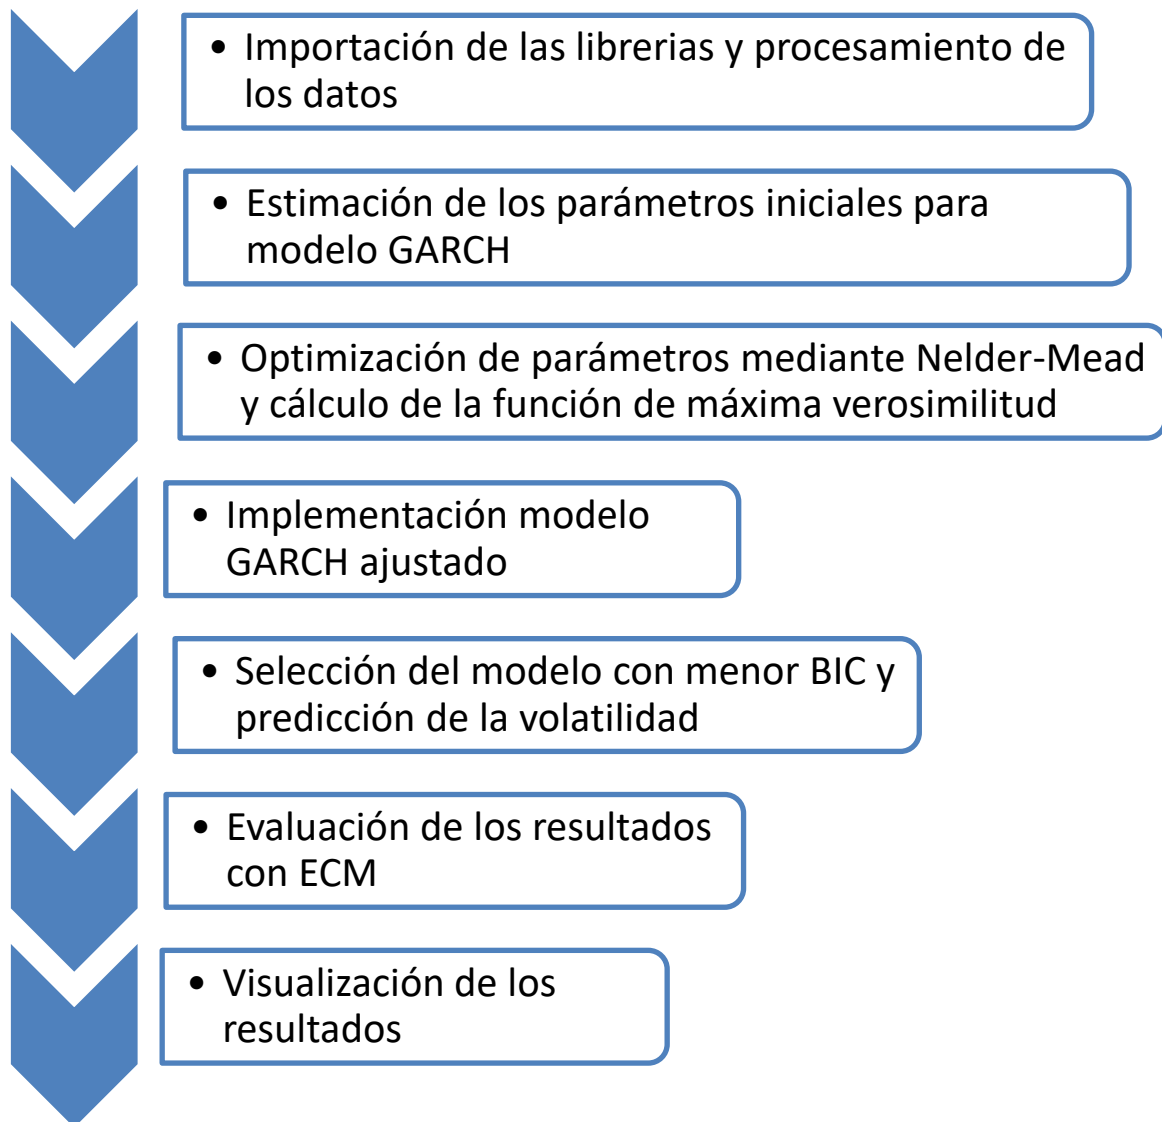 • Importación de las librerias y procesamiento de
los datos
• Estimación de los parámetros iniciales para
modelo GARCH
• Optimización de parámetros mediante Nelder-Mead
y cálculo de la función de máxima verosimilitud
• Implementación modelo
GARCH ajustado
• Selección del modelo con menor BIC y
predicción de la volatilidad
• Evaluación de los resultados
con ECM
• Visualización de los
resultados